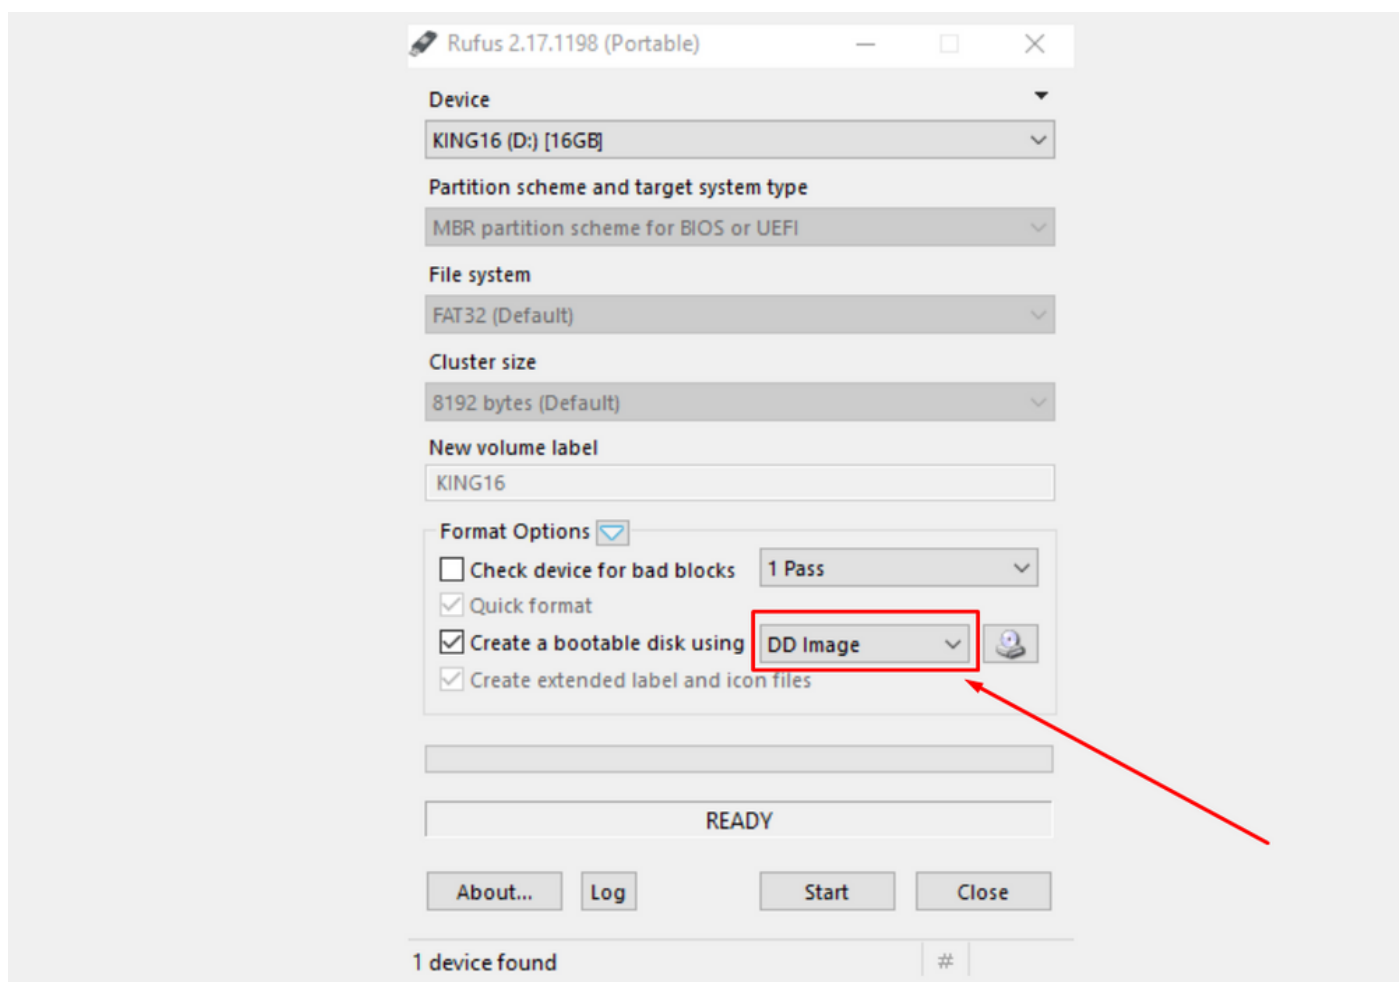 Rufus 2.17.1198 (Portable)
Device
KING16 (D:) [16GB]
Partition scheme and target system type
MBR partition scheme for BIOS or UEFI
File system
FAT32 (Default)
Cluster size
8192 bytes (Default)
New volume label
KING16
Format Options
Check device for bad blocks 1 Pass
Quick format
Create a bootable disk using DD Image
Create extended label and icon files
READY
About... Log Start Close
1 device found #